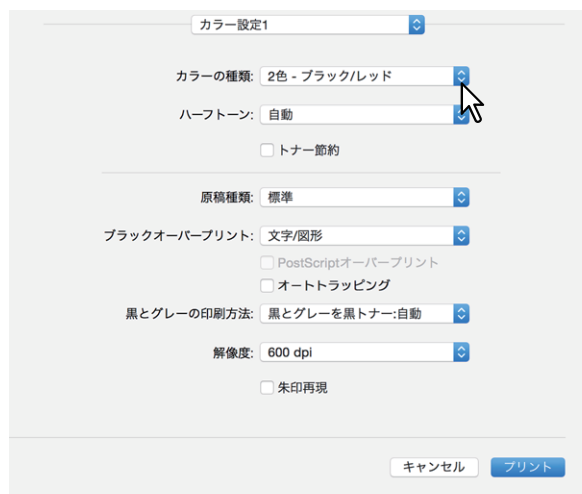 カラー設定1
カラーの種類: 2色 - ブラック/レッド
ハーフトーン: 自動
トナー節約
原稿種類: 標準
ブラックオーバープリント: 文字/図形
PostScriptオーバープリント
オートトラッピング
黒とグレーの印刷方法: 黒とグレーを黒トナー:自動
解像度: 600 dpi
朱印再現
キャンセル プリント